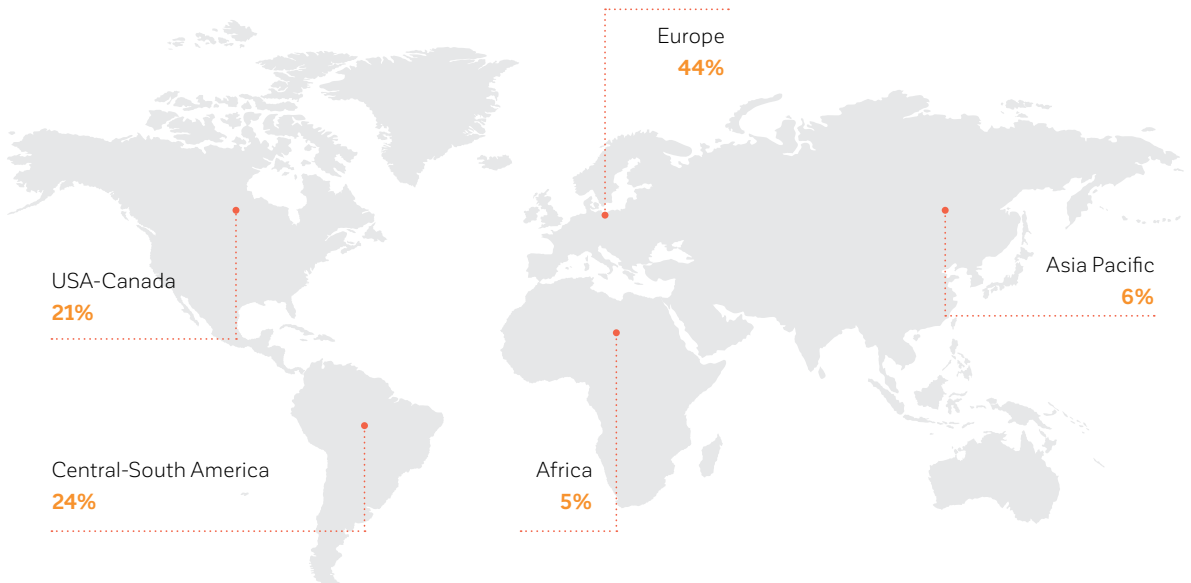 Europe
44%
USA-Canada
21%
Asia Pacific
6%
Central-South America
24%
Africa
5%